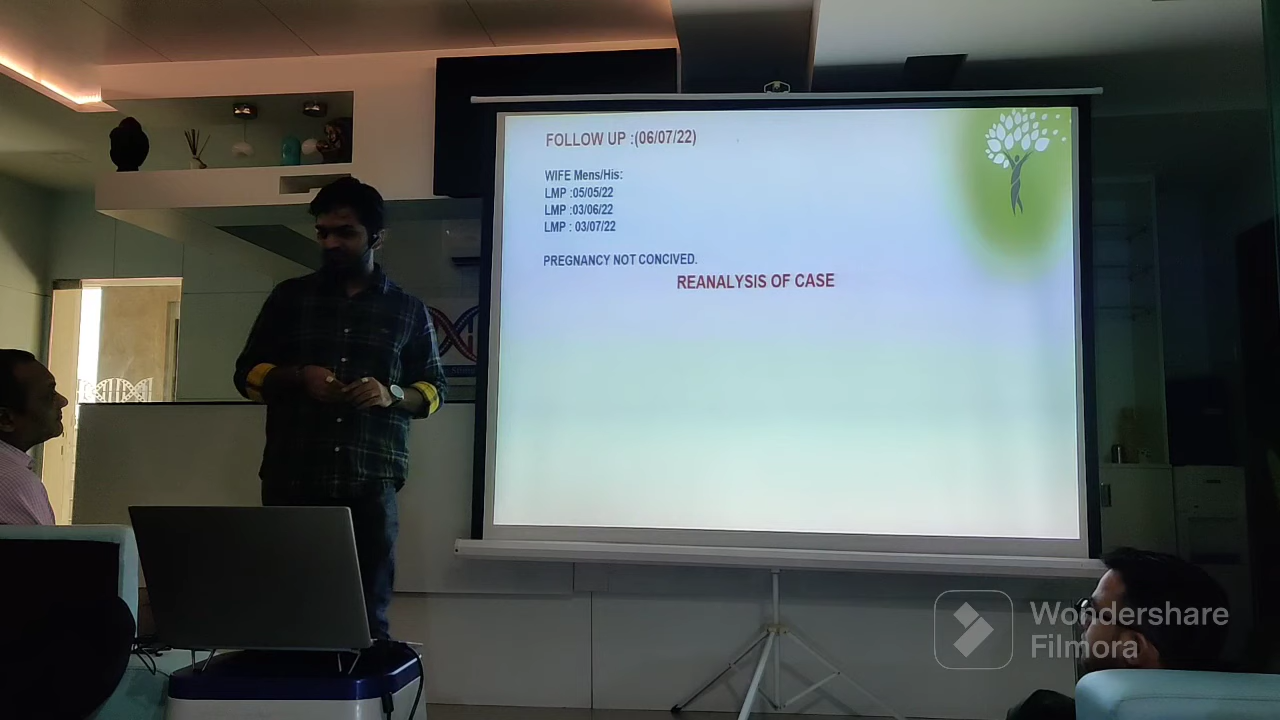 FOLLOW UP :(06/07/22)
WIFE Mens/His:
LMP :05/05/22
LMP :03/06/22
LMP : 03/07/22
PREGNANCY NOT CONCIVED.
REANALYSIS OF CASE
Wondershare
Filmora